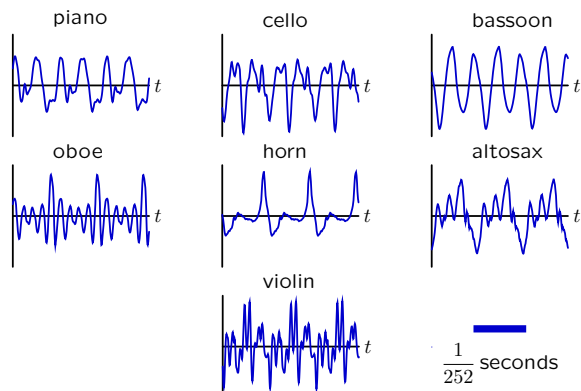 piano cello bassoon
t t t
oboe horn altosax
t t t
violin
t
1/252 seconds